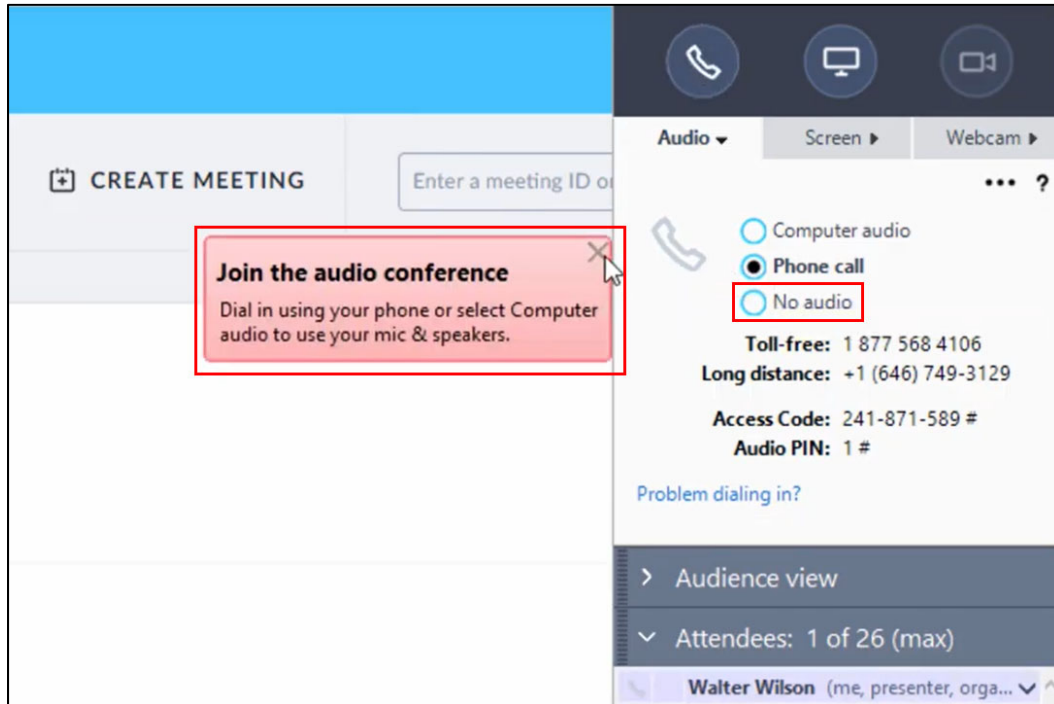 Audio
Screen
Webcam
CREATE MEETING
Enter a meeting ID
... ?
Join the audio conference
Dial in using your phone or select Computer
audio to use your mic & speakers.
Computer audio
Phone call
No audio
Toll-free: 1 877 568 4106
Long distance: +1 (646) 749-3129
Access Code: 241-871-589 #
Audio PIN: 1 #
Problem dialing in?
Audience view
Attendees: 1 of 26 (max)
Walter Wilson (me, presenter, orga...